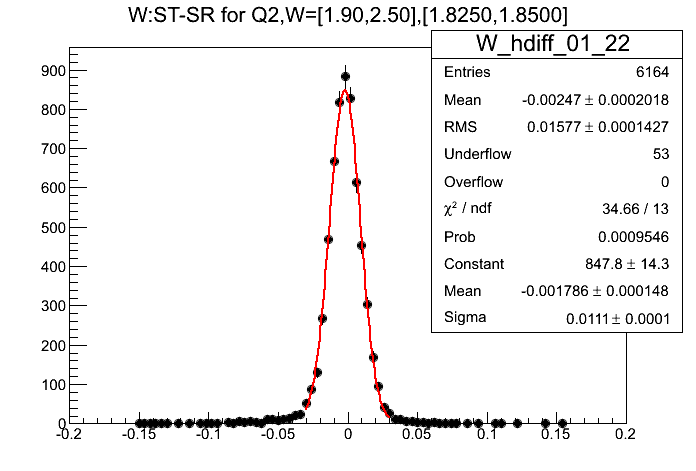 W:ST-SR for Q2,W=[1.90,2.50],[1.8250,1.8500]
W_hdiff_01_22
Entries 6164
Mean -0.00247 ± 0.0002018
RMS 0.01577 ± 0.0001427
Underflow 53
Overflow 0
χ² / ndf 34.66 / 13
Prob 0.0009546
Constant 847.8 ± 14.3
Mean -0.001786 ± 0.000148
Sigma 0.0111 ± 0.0001
900
800
700
600
500
400
300
200
100
0
-0.2 -0.15 -0.1 -0.05 0 0.05 0.1 0.15 0.2